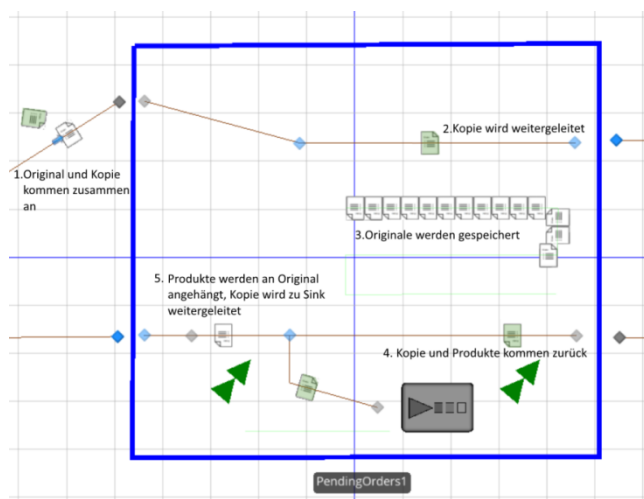 2.Kopie wird weitergeleitet
1.Original und Kopie
kommen zusammen
an
3.Originale werden gespeichert
5. Produkte werden an Original
angehängt, Kopie wird zu Sink
weitergeleitet
4. Kopie und Produkte kommen zurück
PendingOrders1